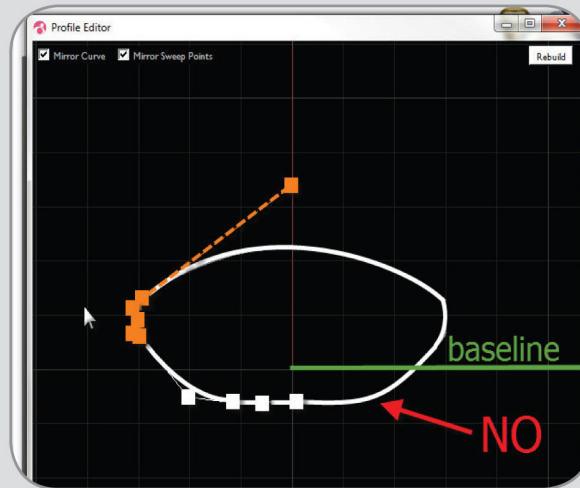 Profile Editor
Mirror Curve Mirror Sweep Points Rebuild
baseline
NO